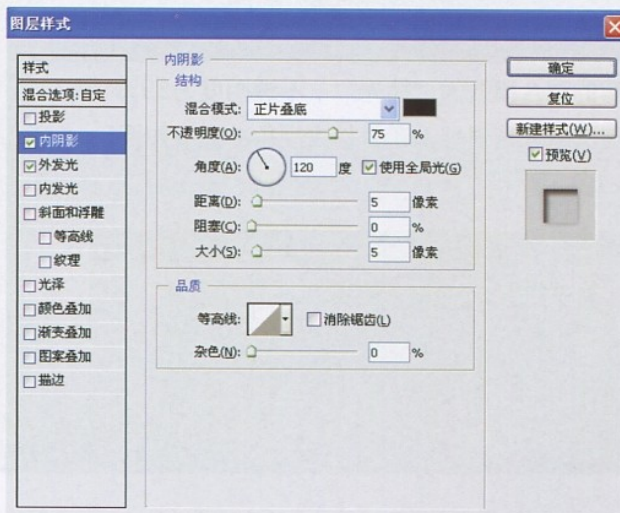 图层样式
样式
混合选项:自定
投影
内阴影
外发光
内发光
斜面和浮雕
等高线
纹理
光泽
颜色叠加
渐变叠加
图案叠加
描边
内阴影
结构
混合模式: 正片叠底
不透明度(O): 75 %
角度(A): 120 度 使用全局光(G)
距离(D): 5 像素
阻塞(C): 0 %
大小(S): 5 像素
品质
等高线: 消除锯齿(L)
杂色(N): 0 %
确定
复位
新建样式(W)...
预览(V)